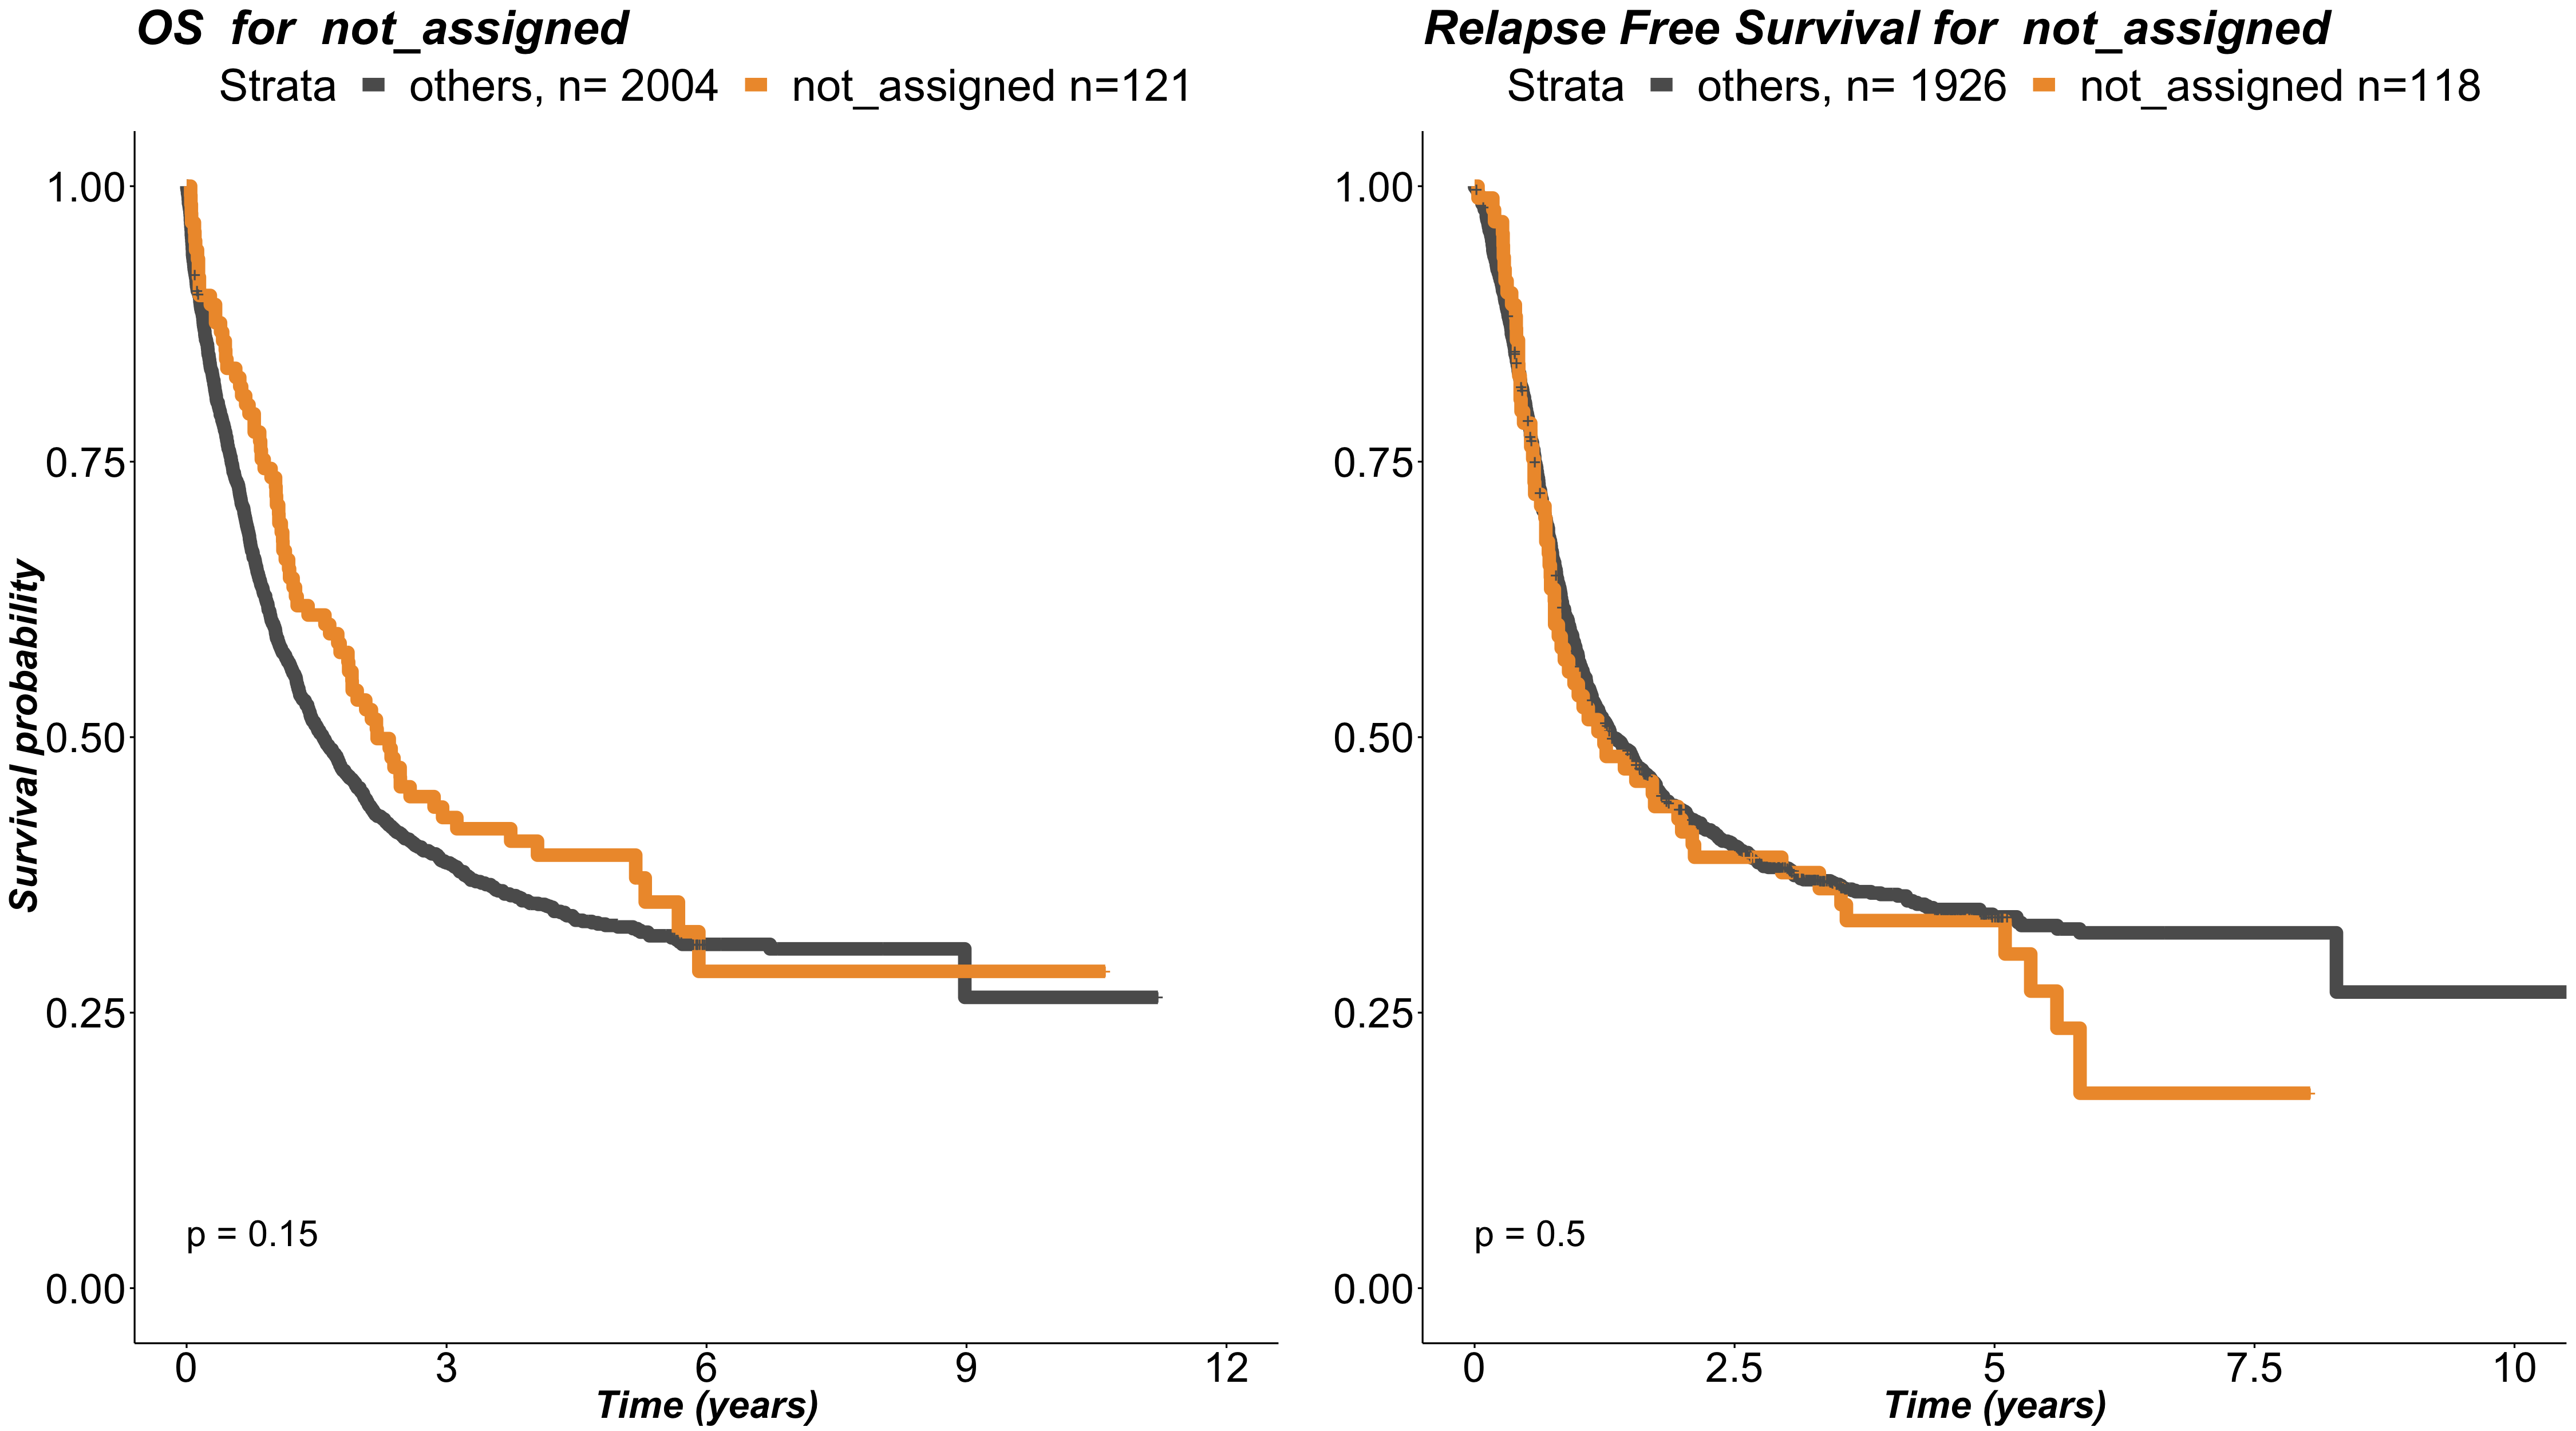 OS for not_assigned
Strata others, n= 2004 not_assigned n=121
1.00
0.75
0.50
0.25
0.00
Survival probability
p = 0.15
0 3 6 9 12
Time (years)
Relapse Free Survival for not_assigned
Strata others, n= 1926 not_assigned n=118
1.00
0.75
0.50
0.25
0.00
p = 0.5
0 2.5 5 7.5 10
Time (years)